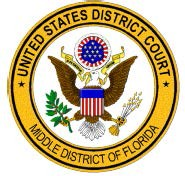 UNITED STATES DISTRICT COURT
MIDDLE DISTRICT OF FLORIDA